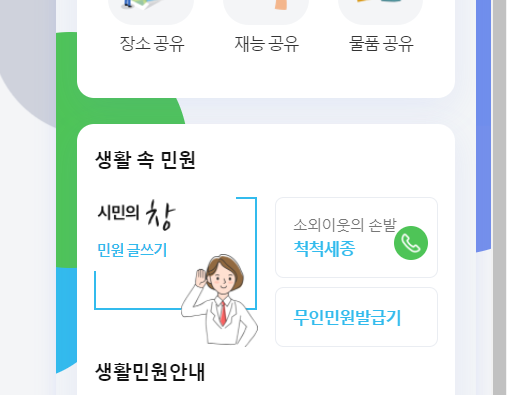 장소 공유
재능 공유
물품 공유
생활 속 민원
시민의 창
민원 글쓰기
소외이웃의 손발
척척세종
무인민원발급기
생활민원안내